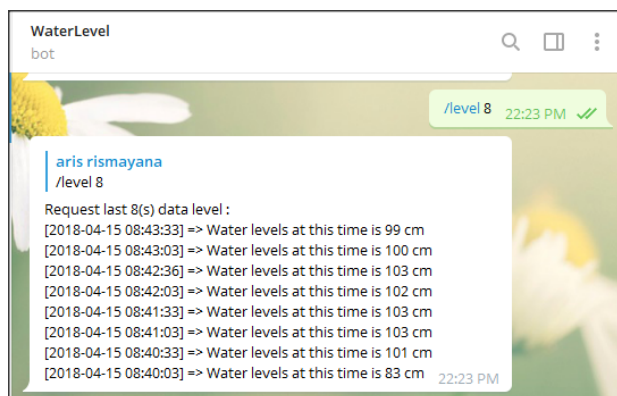 WaterLevel
bot
/level 8 22:23 PM
aris rismayana
/level 8
Request last 8(s) data level :
[2018-04-15 08:43:33] => Water levels at this time is 99 cm
[2018-04-15 08:43:03] => Water levels at this time is 100 cm
[2018-04-15 08:42:36] => Water levels at this time is 103 cm
[2018-04-15 08:42:03] => Water levels at this time is 102 cm
[2018-04-15 08:41:33] => Water levels at this time is 103 cm
[2018-04-15 08:41:03] => Water levels at this time is 103 cm
[2018-04-15 08:40:33] => Water levels at this time is 101 cm
[2018-04-15 08:40:03] => Water levels at this time is 83 cm 22:23 PM